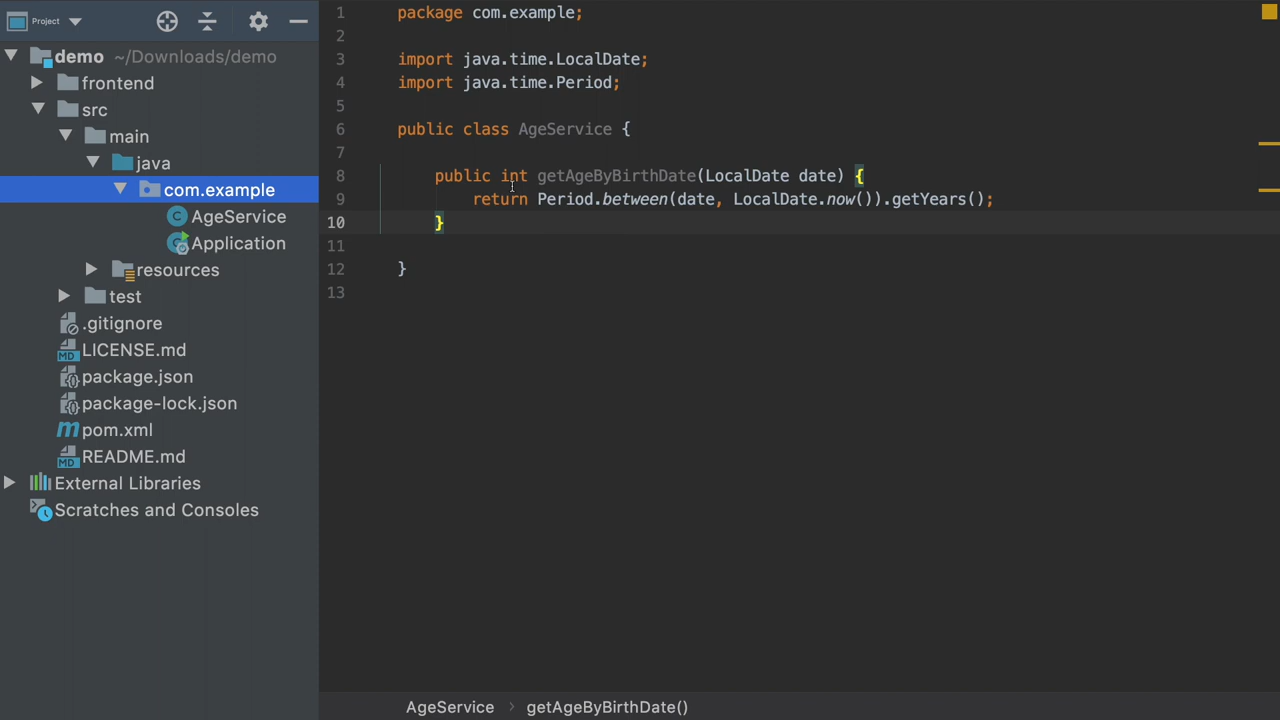 Project
demo ~/Downloads/demo
frontend
src
main
java
com.example
AgeService
Application
resources
test
.gitignore
LICENSE.md
package.json
package-lock.json
pom.xml
README.md
External Libraries
Scratches and Consoles
1 package com.example;
2
3 import java.time.LocalDate;
4 import java.time.Period;
5
6 public class AgeService {
7
8 public int getAgeByBirthDate(LocalDate date) {
9 return Period.between(date, LocalDate.now()).getYears();
10 }
11
12 }
13
AgeService > getAgeByBirthDate()